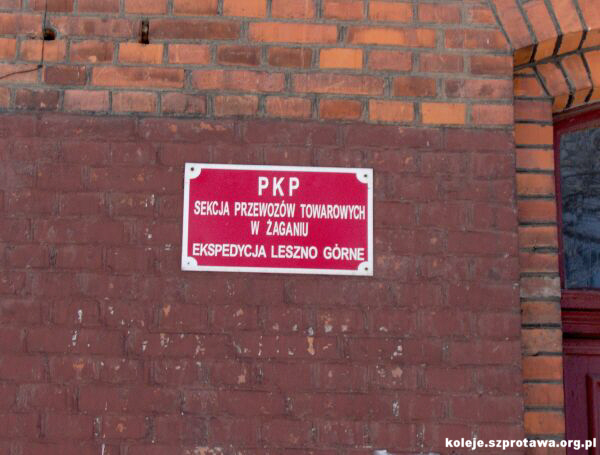 PKP
SEKCJA PRZEWOZÓW TOWAROWYCH
W ŻAGANIU
EKSPEDYCJA LESZNO GÓRNE
koleje.szprotawa.org.pl